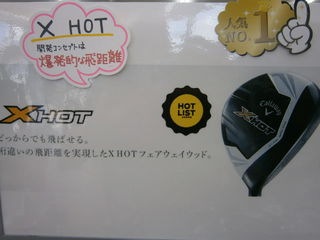 X HOT
開発コンセプトは
爆発的な飛距離
人気
NO.1
XHOT
HOT
LIST
Callaway
XHOT
どっからでも飛ばせる。
桁違いの飛距離を実現したXHOTフェアウェイウッド。